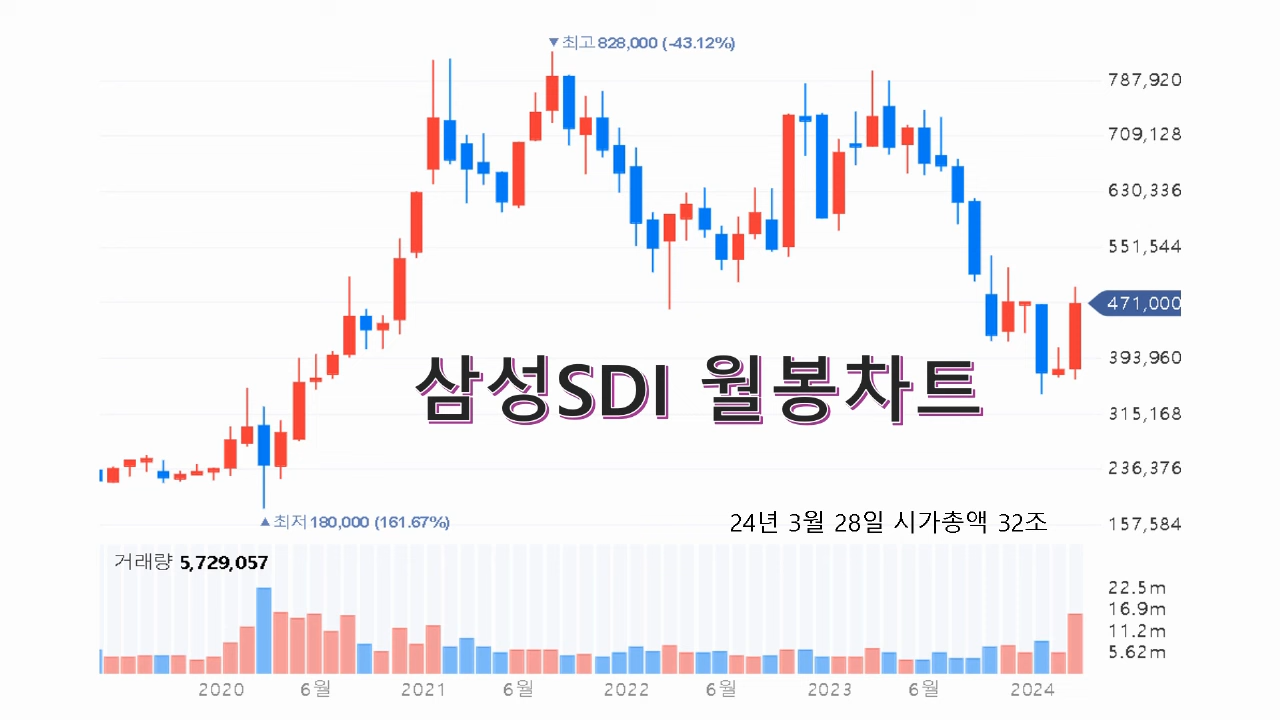 ▼최고 828,000 (-43.12%)
787,920
709,128
630,336
551,544
471,000
393,960
삼성SDI 월봉차트
315,168
236,376
▲최저 180,000 (161.67%)
24년 3월 28일 시가총액 32조
157,584
거래량 5,729,057
22.5m
16.9m
11.2m
5.62m
2020 6월 2021 6월 2022 6월 2023 6월 2024